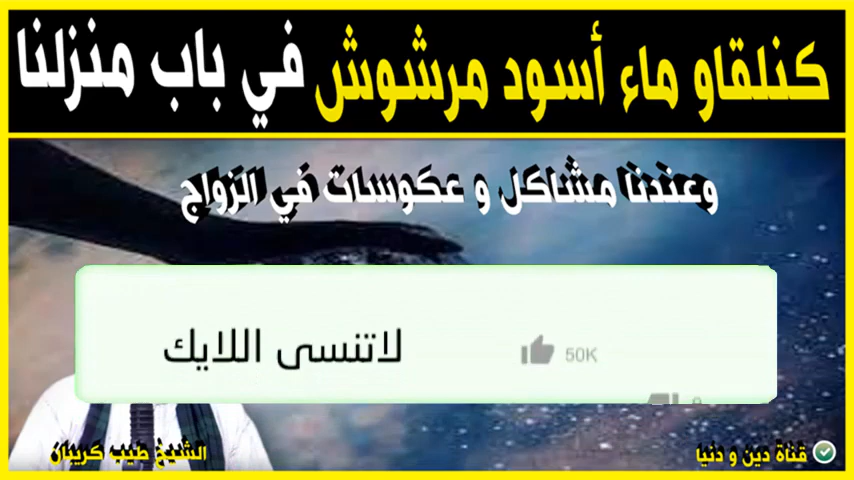 كنلقاو ماء أسود مرشوش في باب منزلنا
وعندنا مشاكل و عكوسات في الزواج
لاتنسى اللايك
50K
الشيخ طيب كريبان
قناة دين و دنيا